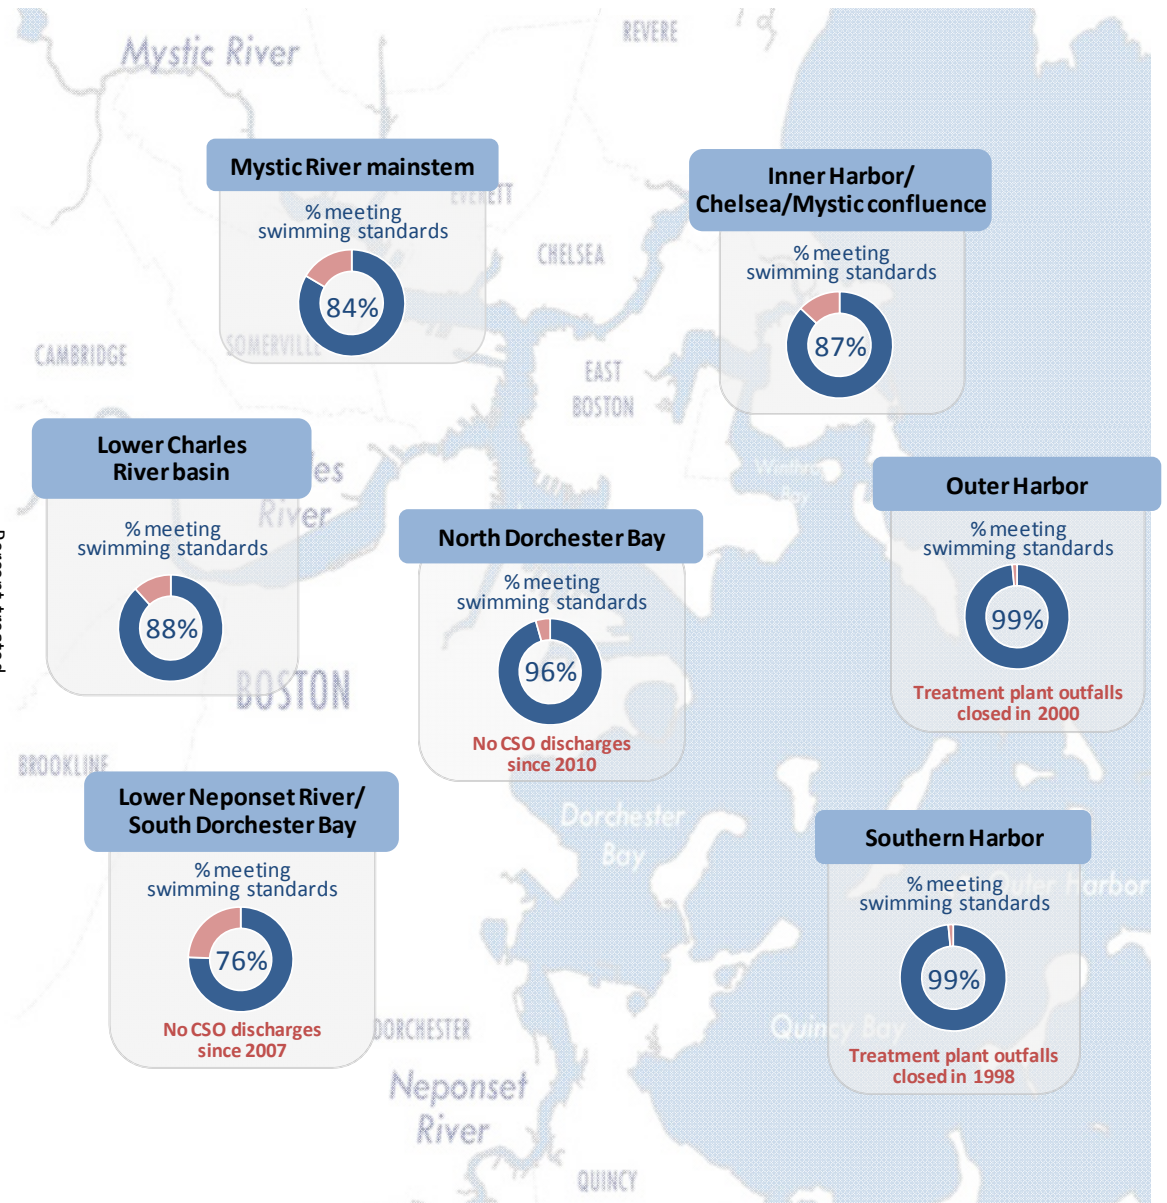 Mystic River
REVERE
Mystic River mainstem
% meeting
swimming standards
84%
EVERETT
Inner Harbor/
Chelsea/Mystic confluence
% meeting
swimming standards
87%
CHELSEA
CAMBRIDGE
SOMERVILLE
EAST
BOSTON
Lower Charles
River basin
% meeting
swimming standards
88%
River
North Dorchester Bay
% meeting
swimming standards
96%
No CSO discharges
since 2010
Bay
Outer Harbor
% meeting
swimming standards
99%
Treatment plant outfalls
closed in 2000
BOSTON
BROOKLINE
Lower Neponset River/
South Dorchester Bay
% meeting
swimming standards
76%
No CSO discharges
since 2007
Dorchester
Bay
Southern Harbor
% meeting
swimming standards
99%
Treatment plant outfalls
closed in 1998
Outer Harbor
Quincy Bay
DORCHESTER
Neponset
River
QUINCY